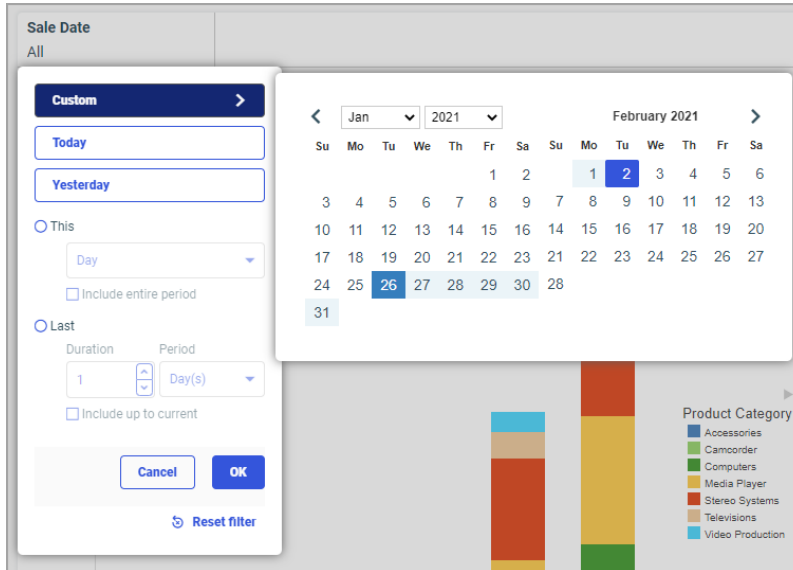 Sale Date
All
Custom
Today
Yesterday
This
Day
Include entire period
Last
Duration Period
1 Day(s)
Include up to current
Cancel OK
Reset filter
Jan 2021 February 2021
Su Mo Tu We Th Fr Sa Su Mo Tu We Th Fr Sa
1 2 1 2 3 4 5 6
3 4 5 6 7 8 9 7 8 9 10 11 12 13
10 11 12 13 14 15 16 14 15 16 17 18 19 20
17 18 19 20 21 22 23 21 22 23 24 25 26 27
24 25 26 27 28 29 30 28
31
Product Category
Accessories
Camcorder
Computers
Media Player
Stereo Systems
Televisions
Video Production